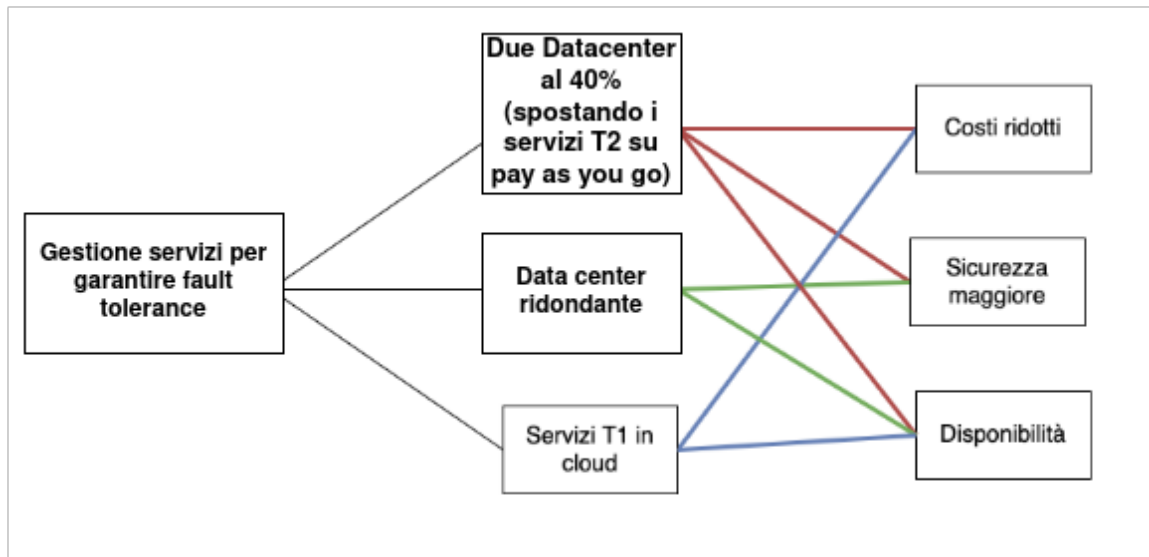 Due Datacenter
al 40%
(spostando i
servizi T2 su
pay as you go)
Costi ridotti
Gestione servizi per
garantire fault
tolerance
Data center
ridondante
Sicurezza
maggiore
Servizi T1 in
cloud
Disponibilità